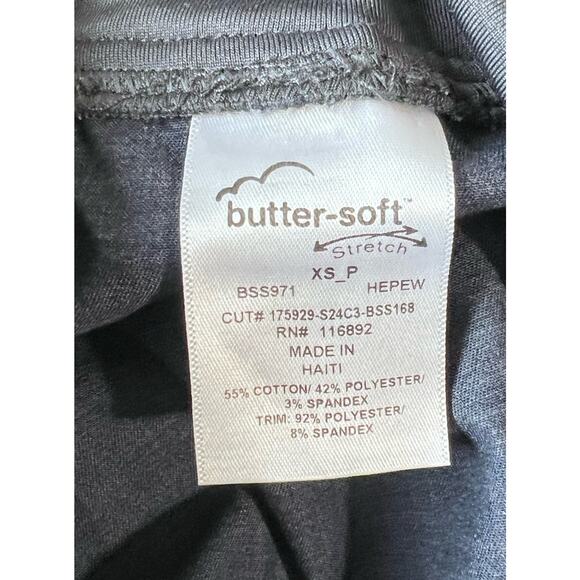 butter-soft™
Stretch
XS_P
BSS971 HEPEW
CUT# 175929-S24C3-BSS168
RN# 116892
MADE IN
HAITI
55% COTTON/ 42% POLYESTER/
3% SPANDEX
TRIM: 92% POLYESTER/
8% SPANDEX